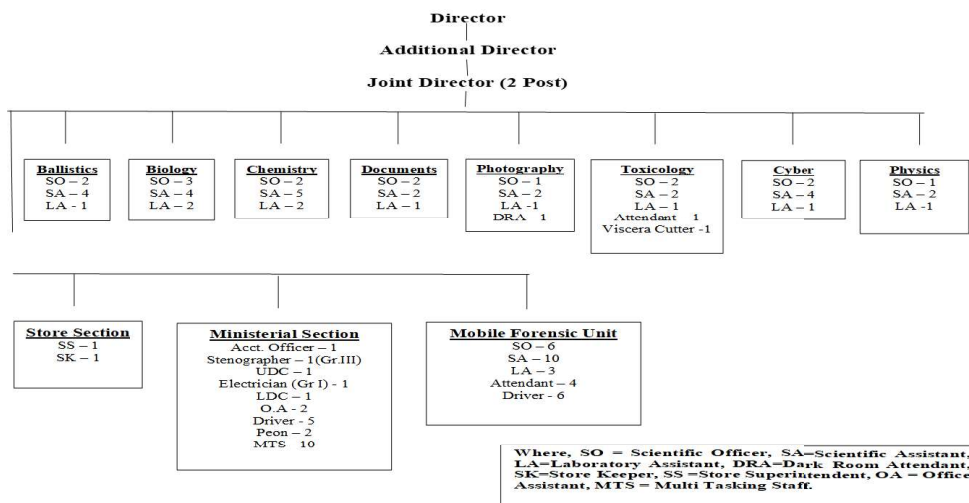 Director
Additional Director
Joint Director (2 Post)
Ballistics
SO – 2
SA – 4
LA - 1
Biology
SO – 3
SA – 4
LA – 2
Chemistry
SO – 2
SA – 5
LA – 2
Documents
SO – 2
SA – 2
LA – 1
Photography
SO – 1
SA – 2
LA -1
DRA 1
Toxicology
SO – 2
SA – 2
LA – 1
Attendant 1
Viscera Cutter -1
Cyber
SO – 2
SA – 4
LA – 1
Physics
SO – 1
SA – 2
LA -1
Store Section
SS – 1
SK – 1
Ministerial Section
Acct. Officer – 1
Stenographer – 1(Gr.III)
UDC – 1
Electrician (Gr I) - 1
LDC – 1
O.A - 2
Driver - 5
Peon – 2
MTS 10
Mobile Forensic Unit
SO – 6
SA – 10
LA – 3
Attendant – 4
Driver - 6
Where, SO = Scientific Officer, SA=Scientific Assistant,
LA=Laboratory Assistant, DRA=Dark Room Attendant,
SK=Store Keeper, SS =Store Superintendent, OA = Office
Assistant, MTS = Multi Tasking Staff.